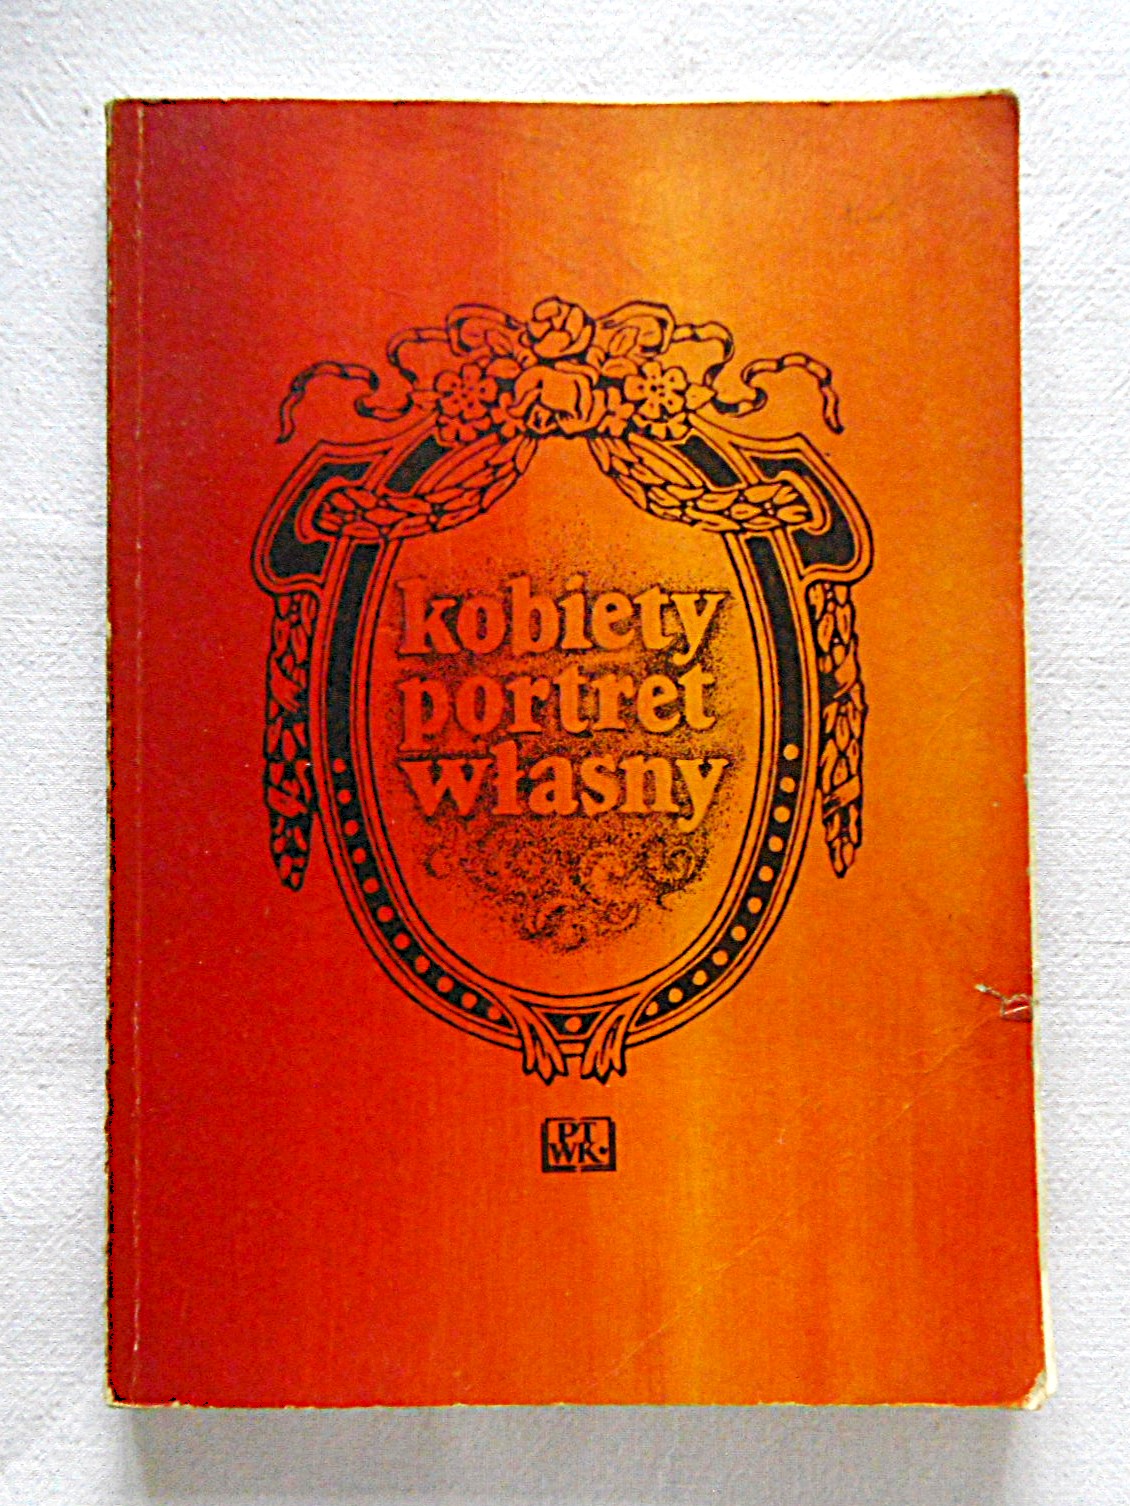 kobiety
portret
własny
PT
WK